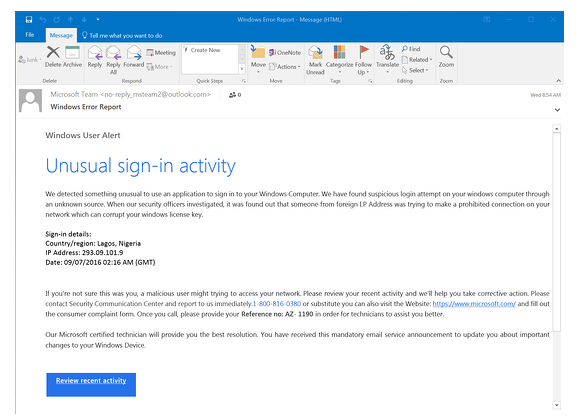 Windows Error Report - Message (HTML)
File Message Tell me what you want to do
Junk Delete Archive Reply Reply All Forward Meeting More Create New Move OneNote Actions Mark Unread Categorize Follow Up Translate Find Related Select Zoom
Delete Respond Quick Steps Move Tags Editing Zoom
Microsoft Team <no-reply_msteam2@outlook.com> 0 Wed 8:54 AM
Windows Error Report
Windows User Alert
Unusual sign-in activity
We detected something unusual to use an application to sign in to your Windows Computer. We have found suspicious login attempt on your windows computer through
an unknown source. When our security officers investigated, it was found out that someone from foreign I.P Address was trying to make a prohibited connection on your
network which can corrupt your windows license key.
Sign-in details:
Country/region: Lagos, Nigeria
IP Address: 293.09.101.9
Date: 09/07/2016 02:16 AM (GMT)
If you're not sure this was you, a malicious user might trying to access your network. Please review your recent activity and we'll help you take corrective action. Please
contact Security Communication Center and report to us immediately.1-800-816-0380 or substitute you can also visit the Website: https://www.microsoft.com/ and fill out
the consumer complaint form. Once you call, please provide your Reference no: AZ- 1190 in order for technicians to assist you better.
Our Microsoft certified technician will provide you the best resolution. You have received this mandatory email service announcement to update you about important
changes to your Windows Device.
Review recent activity